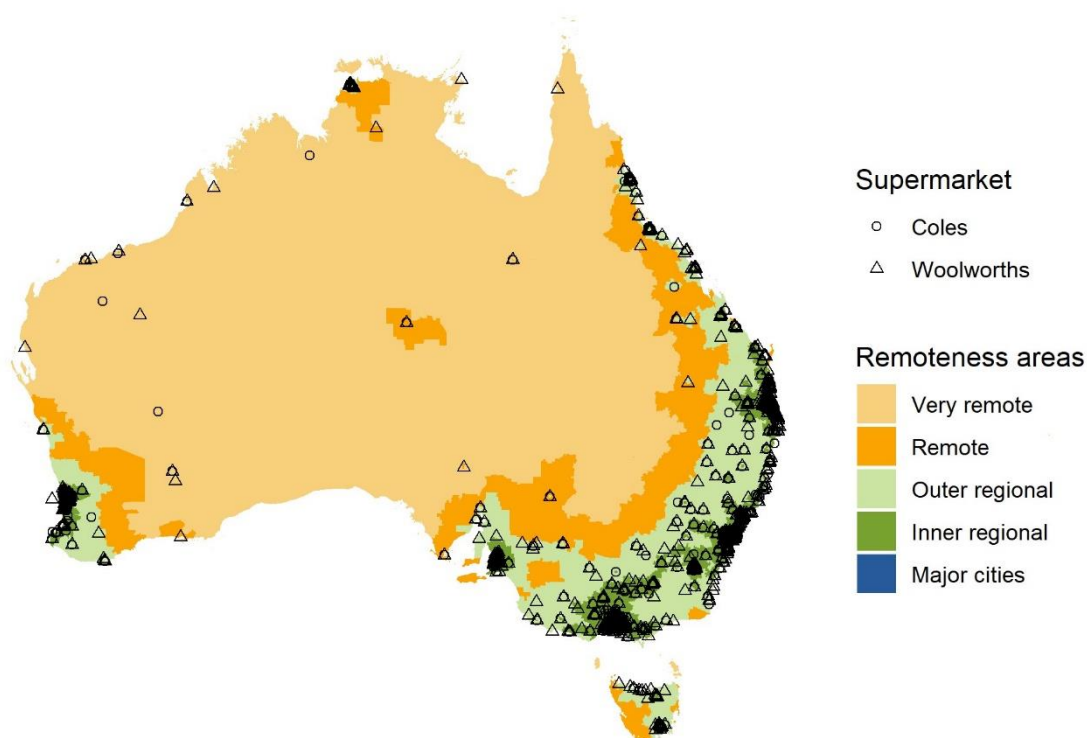 Supermarket
Coles
Woolworths
Remoteness areas
Very remote
Remote
Outer regional
Inner regional
Major cities